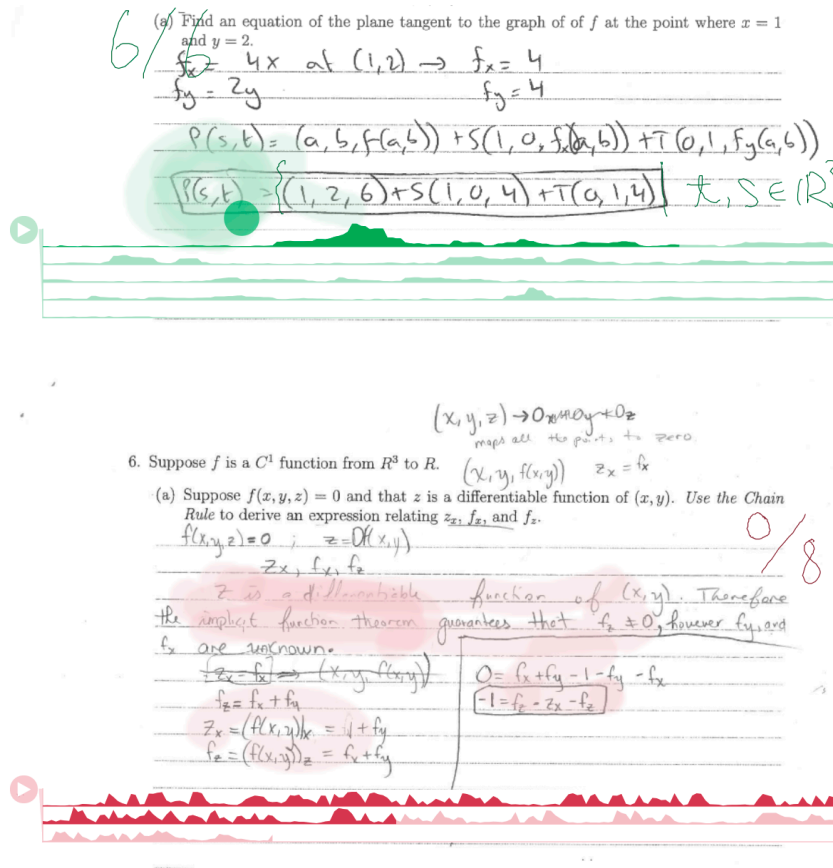 6/6
(a) Find an equation of the plane tangent to the graph of of f at the point where x = 1
and y = 2.
fx = 4x at (1,2) → fx = 4
fy = 2y fy = 4
P(s,t) = (a, b, f(a,b)) + S(1, 0, fx(a,b)) + T(0, 1, fy(a,b))
P(s,t) = {(1, 2, 6) + S(1, 0, 4) + T(0, 1, 4) | t, S ∈ ℝ
(x, y, z) →
maps all the points to zero.
6. Suppose f is a C¹ function from R³ to R.
(x, y, f(x,y)) zx = fx
(a) Suppose f(x, y, z) = 0 and that z is a differentiable function of (x, y). Use the Chain
Rule to derive an expression relating zx, fx, and fz.
0/8
f(x,y,z) = 0 ;
zx, fx, fz
z is a differentiable function of (x,y). Therefore
the implicit function theorem guarantees that fz ≠ 0, however fy, and
fx are unknown.
zx = fx → (x, y, f(x,y))
fz = fx + fy
zx = (f(x,y))x = 1 + fy
fz = (f(x,y))z = fx + fy
0 = fx + fy - 1 - fy - fx
-1 = fz - zx - fz